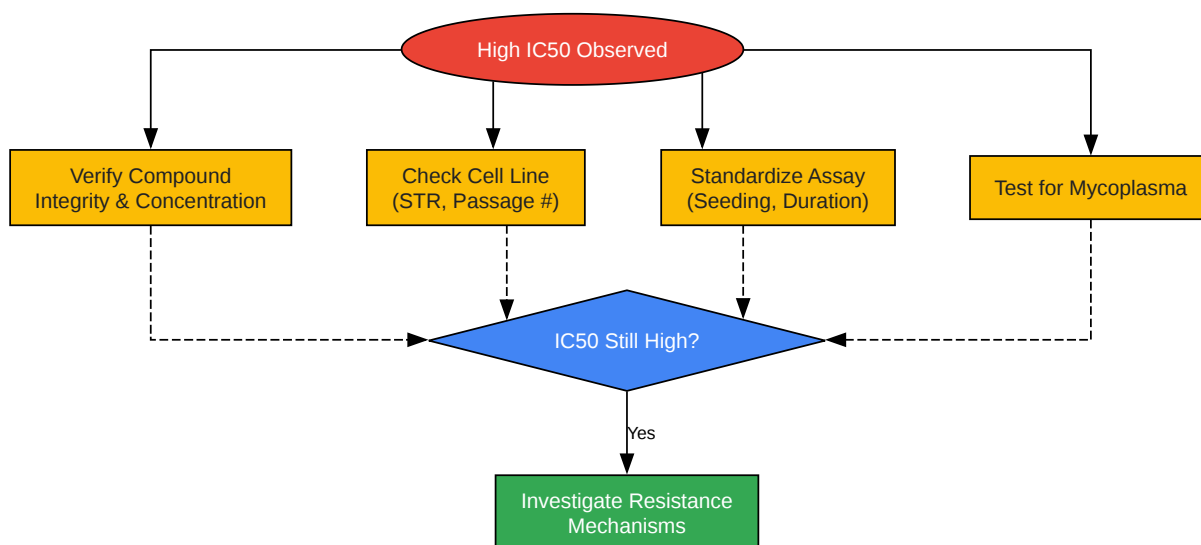 High IC50 Observed
Verify Compound
Integrity & Concentration
Check Cell Line
(STR, Passage #)
Standardize Assay
(Seeding, Duration)
Test for Mycoplasma
IC50 Still High?
Yes
Investigate Resistance
Mechanisms